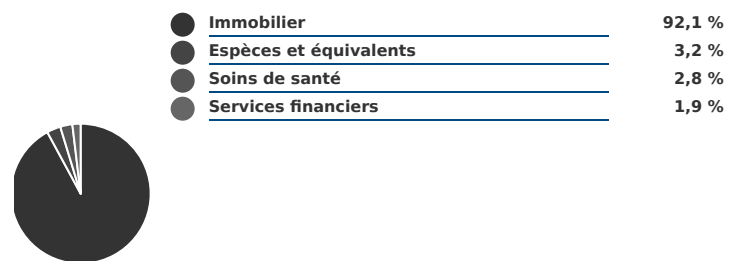 Immobilier 92,1 %
Espèces et équivalents 3,2 %
Soins de santé 2,8 %
Services financiers 1,9 %